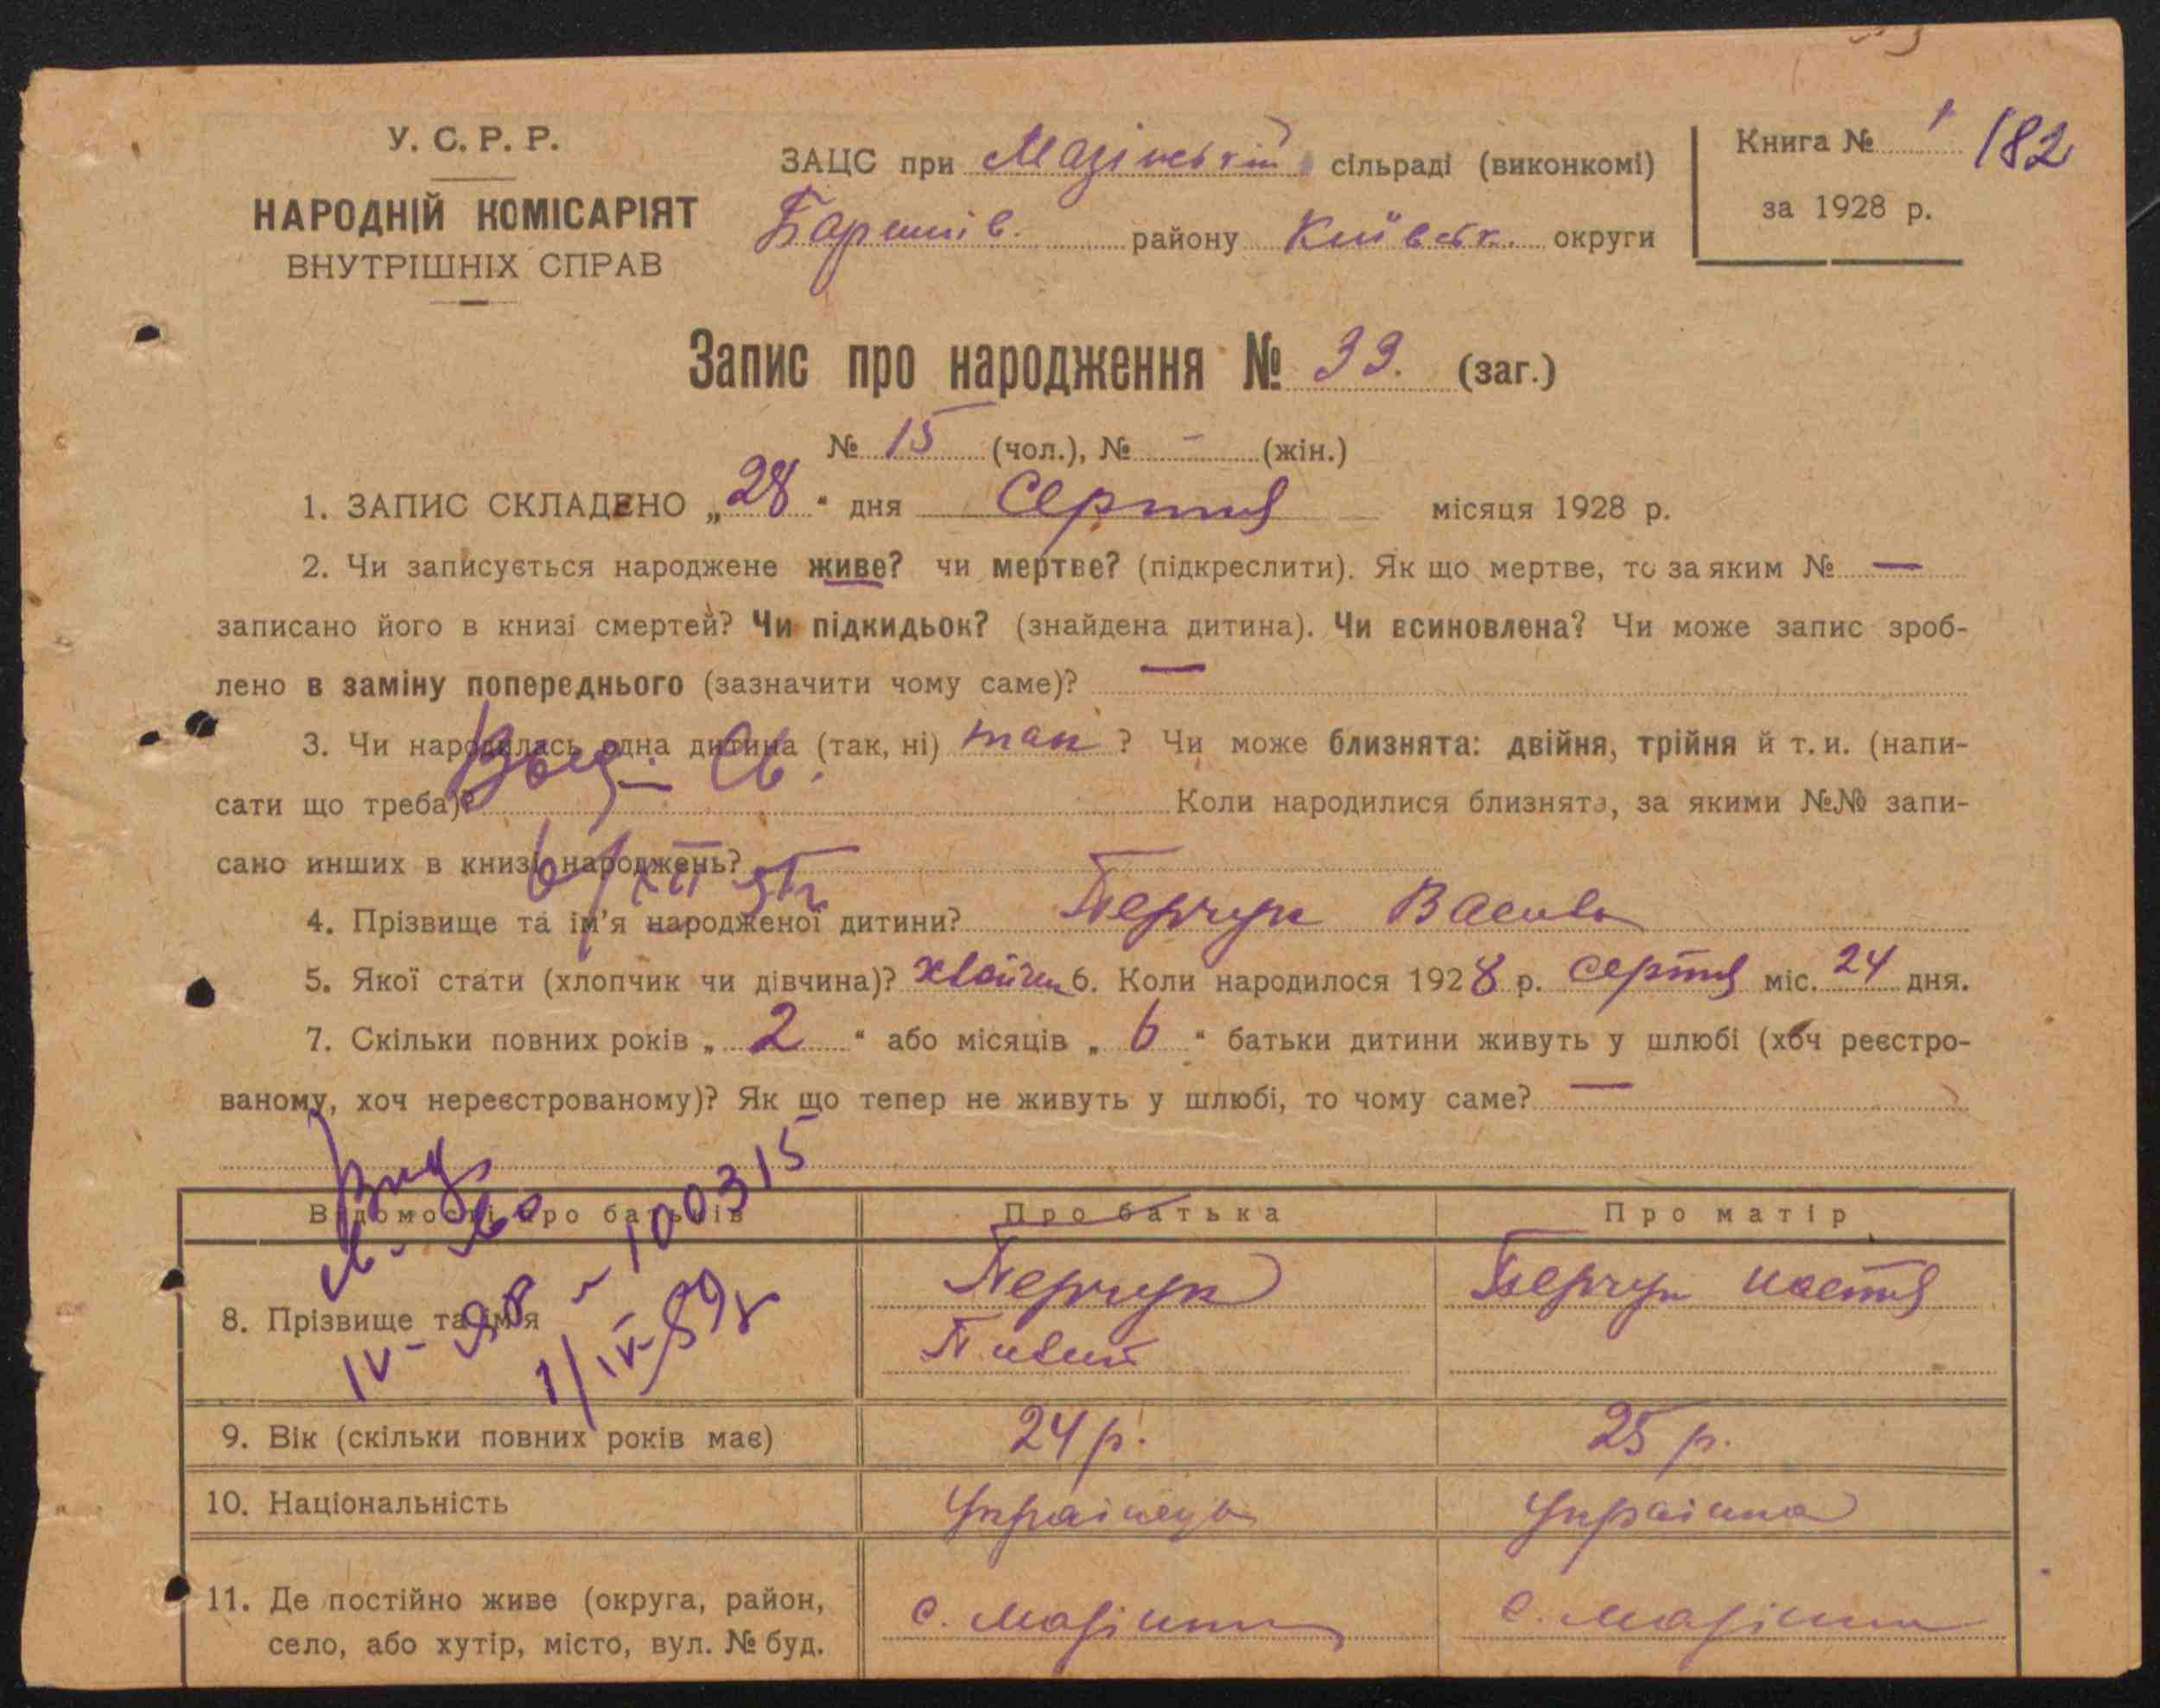 182
У. С. Р. Р.
НАРОДНІЙ КОМІСАРІЯТ
ВНУТРІШНІХ СПРАВ
ЗАЦС при Мазінській сільраді (виконкомі)
Баришів. району Київськ. округи
Книга № 1
за 1928 р.
Запис про народження № 33. (заг.)
№ 15 (чол.), № - (жін.)
1. ЗАПИС СКЛАДЕНО „28" дня Серпня місяця 1928 р.
2. Чи записується народжене живе? чи мертве? (підкреслити). Як що мертве, то за яким № —
записано його в книзі смертей? Чи підкидьок? (знайдена дитина). Чи всиновлена? Чи може запис зроб-
лено в заміну попереднього (зазначити чому саме)? —
3. Чи народилась одна дитина (так, ні) так ? Чи може близнята: двійня, трійня й т. и. (напи-
сати що треба)? Коли народилися близнята, за якими №№ запи-
сано инших в книзі народжень?
4. Прізвище та ім'я народженої дитини? Перчук Василь
5. Якої стати (хлопчик чи дівчина)? 6. Коли народилося 1928 р. серпня міс. 24 дня.
7. Скільки повних років „ 2 " або місяців „ 6 " батьки дитини живуть у шлюбі (хоч реєстро-
ваному, хоч нереєстрованому)? Як що тепер не живуть у шлюбі, то чому саме? —
Відомості про батьків Про батька Про матір
8. Прізвище та ім'я Перчук Перчук Настя
100315
1/IV-59р
9. Вік (скільки повних років має) 24 р. 25 р.
10. Національність Українець Українка
11. Де постійно живе (округа, район,
село, або хутір, місто, вул. № буд. с. Мазінки с. Мазінки